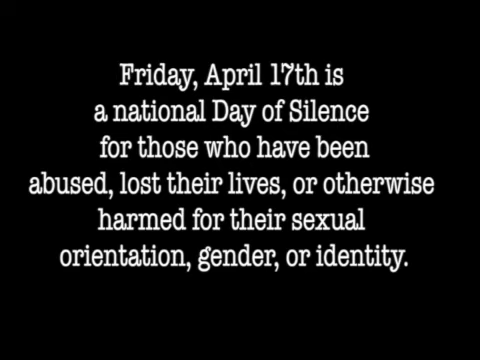 Friday, April 17th is
a national Day of Silence
for those who have been
abused, lost their lives, or otherwise
harmed for their sexual
orientation, gender, or identity.